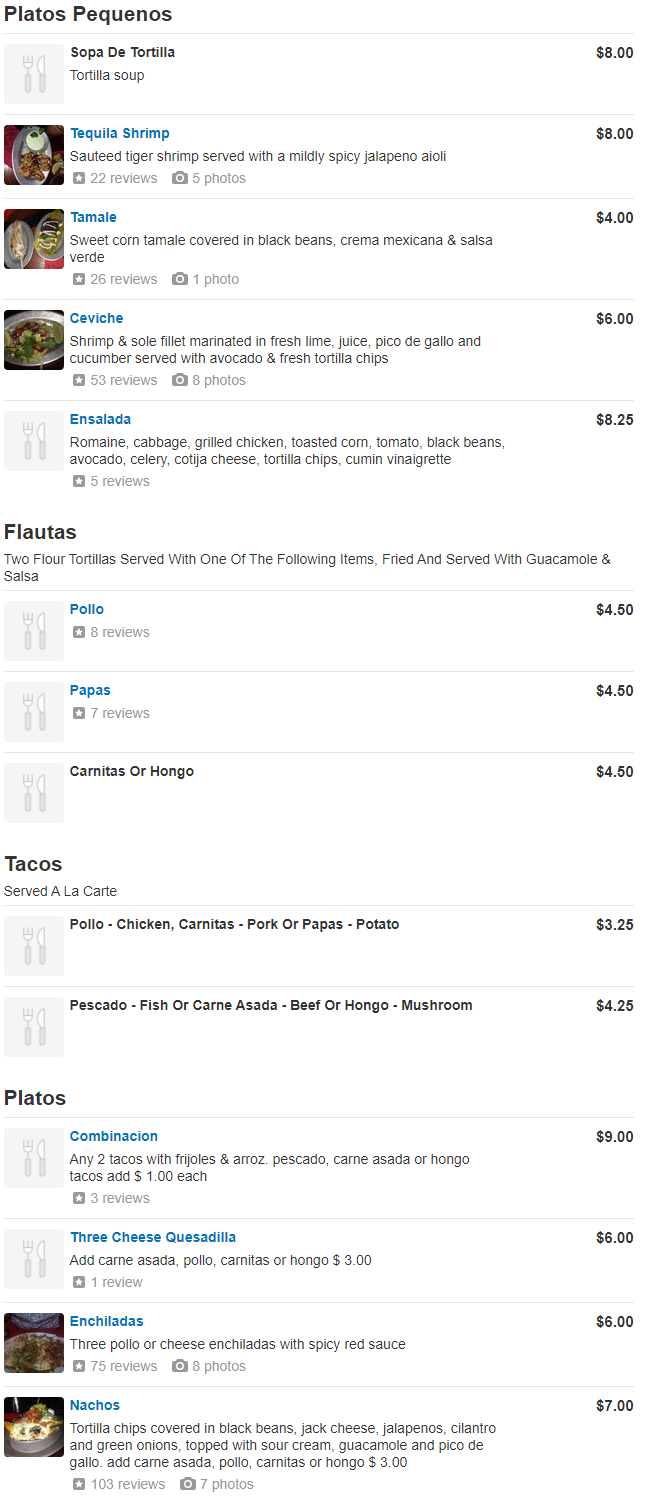 Platos Pequenos
Sopa De Tortilla $8.00
Tortilla soup
Tequila Shrimp $8.00
Sauteed tiger shrimp served with a mildly spicy jalapeno aioli
22 reviews 5 photos
Tamale $4.00
Sweet corn tamale covered in black beans, crema mexicana & salsa
verde
26 reviews 1 photo
Ceviche $6.00
Shrimp & sole fillet marinated in fresh lime, juice, pico de gallo and
cucumber served with avocado & fresh tortilla chips
53 reviews 8 photos
Ensalada $8.25
Romaine, cabbage, grilled chicken, toasted corn, tomato, black beans,
avocado, celery, cotija cheese, tortilla chips, cumin vinaigrette
5 reviews
Flautas
Two Flour Tortillas Served With One Of The Following Items, Fried And Served With Guacamole &
Salsa
Pollo $4.50
8 reviews
Papas $4.50
7 reviews
Carnitas Or Hongo $4.50
Tacos
Served A La Carte
Pollo - Chicken, Carnitas - Pork Or Papas - Potato $3.25
Pescado - Fish Or Carne Asada - Beef Or Hongo - Mushroom $4.25
Platos
Combinacion $9.00
Any 2 tacos with frijoles & arroz. pescado, carne asada or hongo
tacos add $ 1.00 each
3 reviews
Three Cheese Quesadilla $6.00
Add carne asada, pollo, carnitas or hongo $ 3.00
1 review
Enchiladas $6.00
Three pollo or cheese enchiladas with spicy red sauce
75 reviews 8 photos
Nachos $7.00
Tortilla chips covered in black beans, jack cheese, jalapenos, cilantro
and green onions, topped with sour cream, guacamole and pico de
gallo. add carne asada, pollo, carnitas or hongo $ 3.00
103 reviews 7 photos